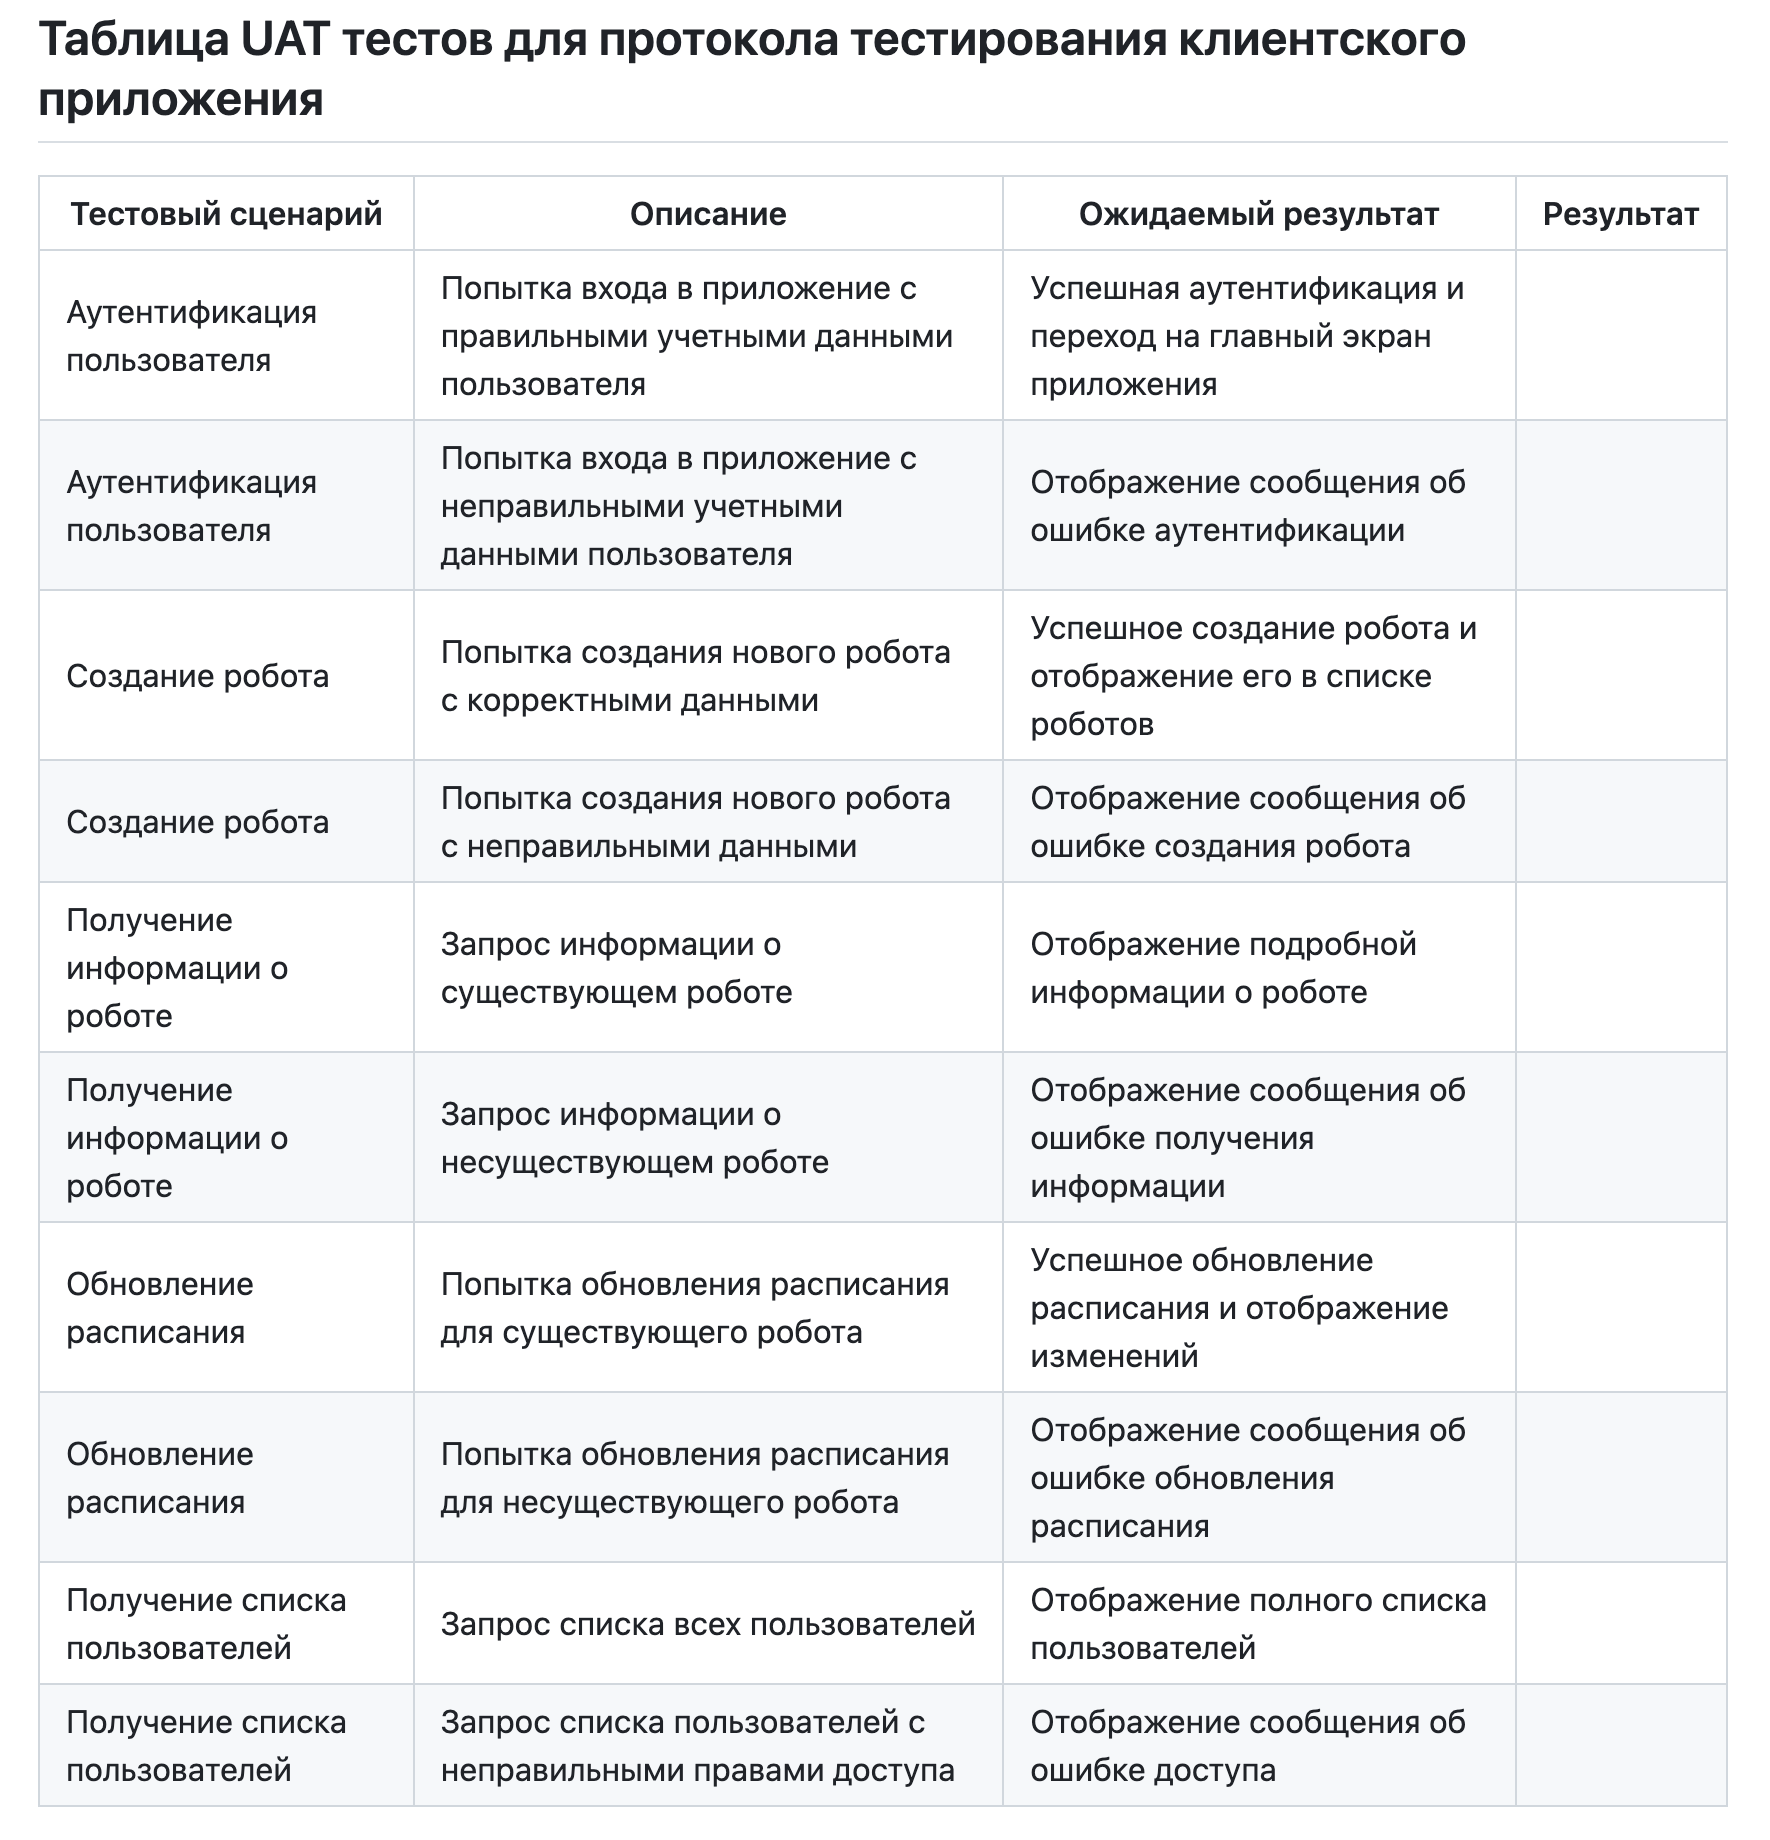 Таблица UAT тестов для протокола тестирования клиентского
приложения
Тестовый сценарий
Описание
Ожидаемый результат
Результат
Аутентификация
пользователя
Попытка входа в приложение с
правильными учетными данными
пользователя
Успешная аутентификация и
переход на главный экран
приложения
Аутентификация
пользователя
Попытка входа в приложение с
неправильными учетными
данными пользователя
Отображение сообщения об
ошибке аутентификации
Создание робота
Попытка создания нового робота
с корректными данными
Успешное создание робота и
отображение его в списке
роботов
Создание робота
Попытка создания нового робота
с неправильными данными
Отображение сообщения об
ошибке создания робота
Получение
информации о
роботе
Запрос информации о
существующем роботе
Отображение подробной
информации о роботе
Получение
информации о
роботе
Запрос информации о
несуществующем роботе
Отображение сообщения об
ошибке получения
информации
Обновление
расписания
Попытка обновления расписания
для существующего робота
Успешное обновление
расписания и отображение
изменений
Обновление
расписания
Попытка обновления расписания
для несуществующего робота
Отображение сообщения об
ошибке обновления
расписания
Получение списка
пользователей
Запрос списка всех пользователей
Отображение полного списка
пользователей
Получение списка
пользователей
Запрос списка пользователей с
неправильными правами доступа
Отображение сообщения об
ошибке доступа